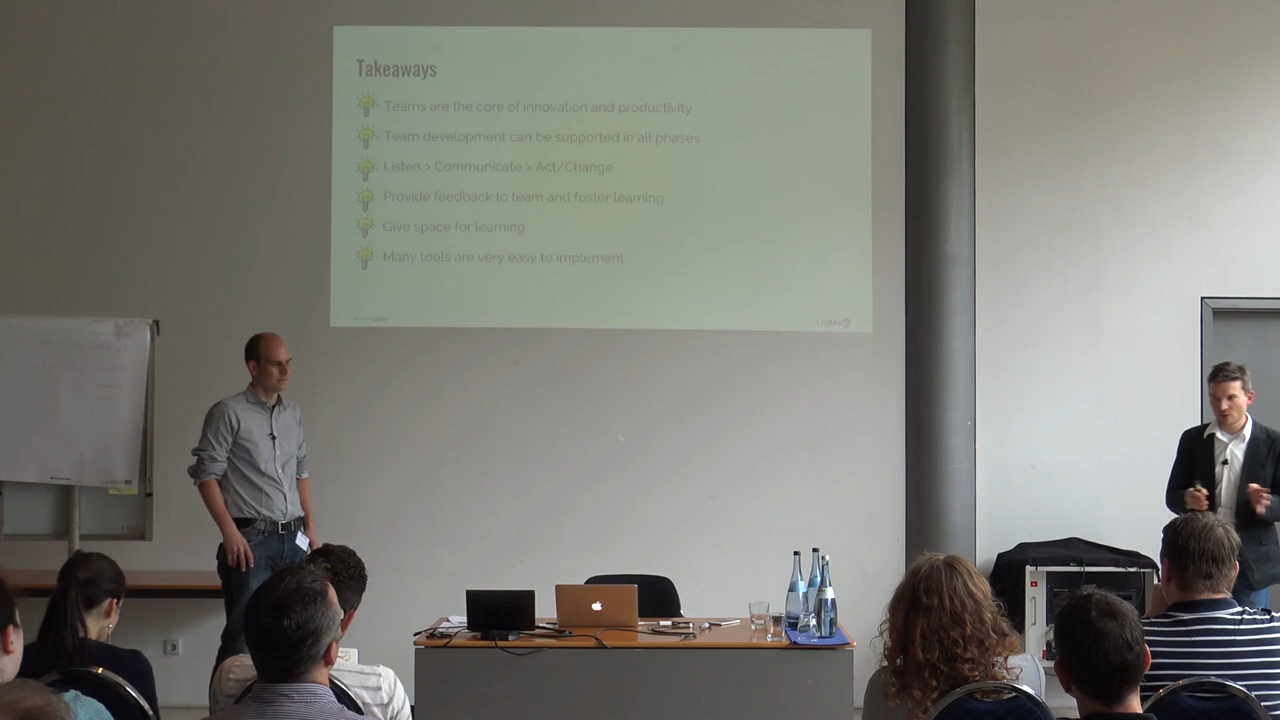 Takeaways
Teams are the core of innovation and productivity
Team development can be supported in all phases
Listen > Communicate > Act/Change
Provide feedback to team and foster learning
Give space for learning
Many tools are very easy to implement
LogMeIn